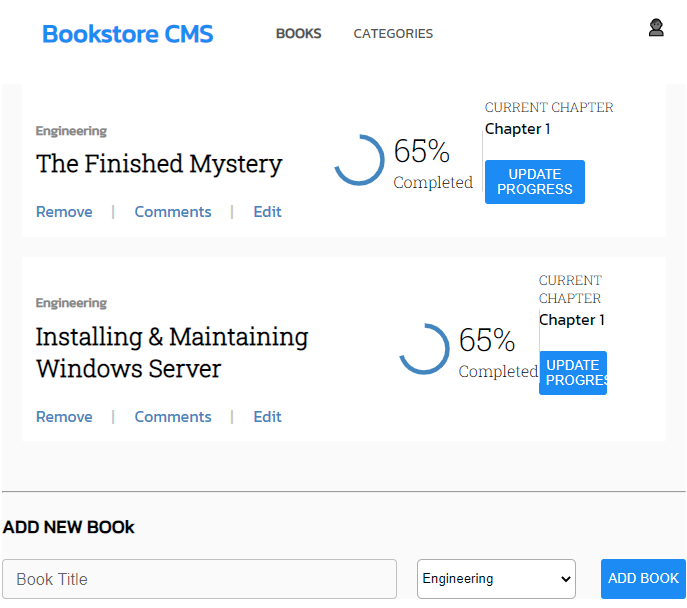 Bookstore CMS
BOOKS
CATEGORIES
Engineering
The Finished Mystery
Remove | Comments | Edit
65%
Completed
CURRENT CHAPTER
Chapter 1
UPDATE
PROGRESS
Engineering
Installing & Maintaining
Windows Server
Remove | Comments | Edit
65%
Completed
CURRENT
CHAPTER
Chapter 1
UPDATE
PROGRES
ADD NEW BOOk
Book Title
Engineering
ADD BOOK